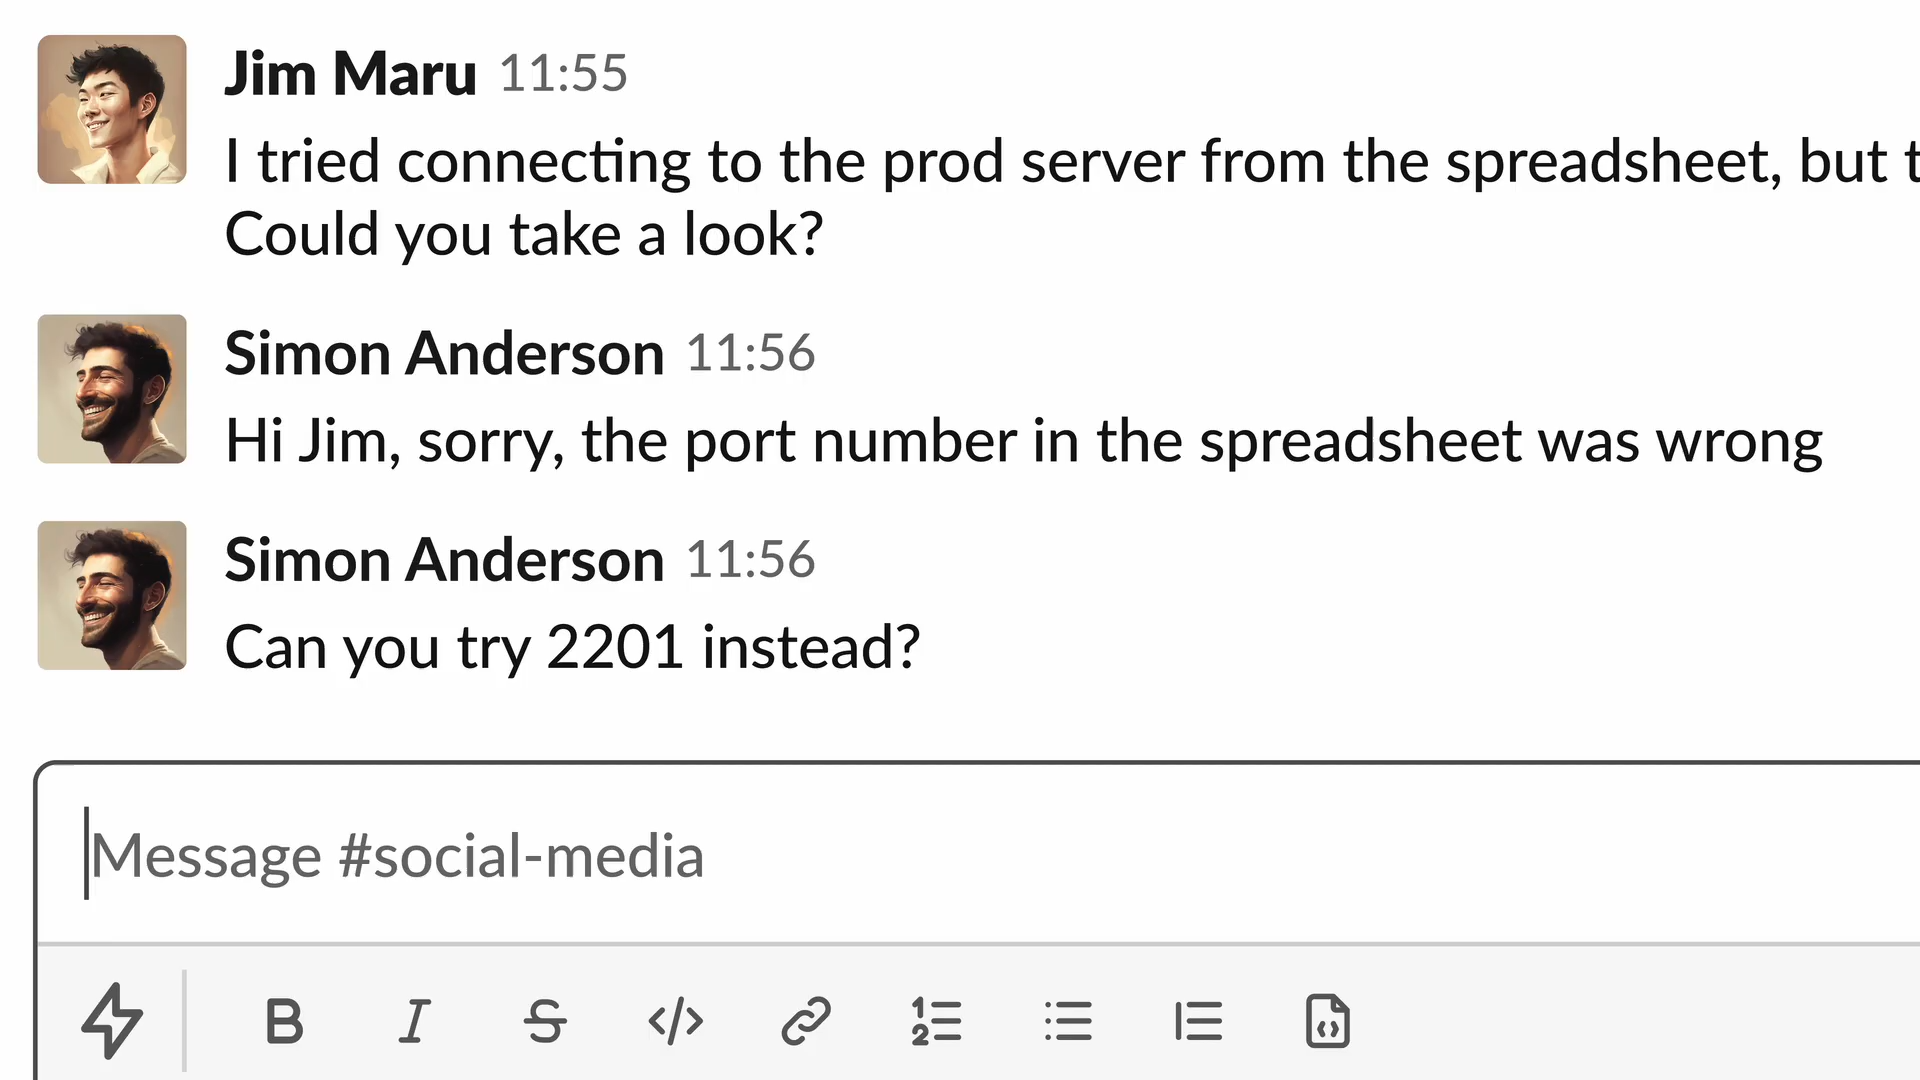 Jim Maru 11:55
I tried connecting to the prod server from the spreadsheet, but
Could you take a look?
Simon Anderson 11:56
Hi Jim, sorry, the port number in the spreadsheet was wrong
Simon Anderson 11:56
Can you try 2201 instead?
Message #social-media